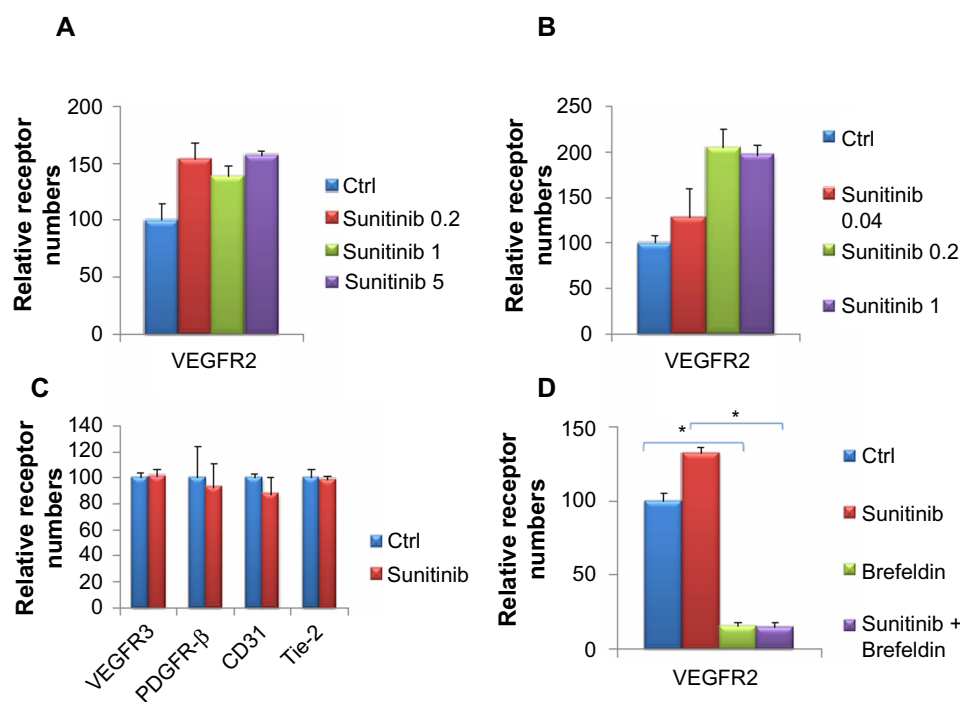 A
Relative receptor
numbers
200
150
100
50
0
VEGFR2
Ctrl
Sunitinib 0.2
Sunitinib 1
Sunitinib 5
B
Relative receptor
numbers
250
200
150
100
50
0
VEGFR2
Ctrl
Sunitinib
0.04
Sunitinib 0.2
Sunitinib 1
C
Relative receptor
numbers
140
120
100
80
60
40
20
0
VEGFR3
PDGFR-β
CD31
Tie-2
Ctrl
Sunitinib
D
Relative receptor
numbers
150
100
50
0
*
*
VEGFR2
Ctrl
Sunitinib
Brefeldin
Sunitinib +
Brefeldin